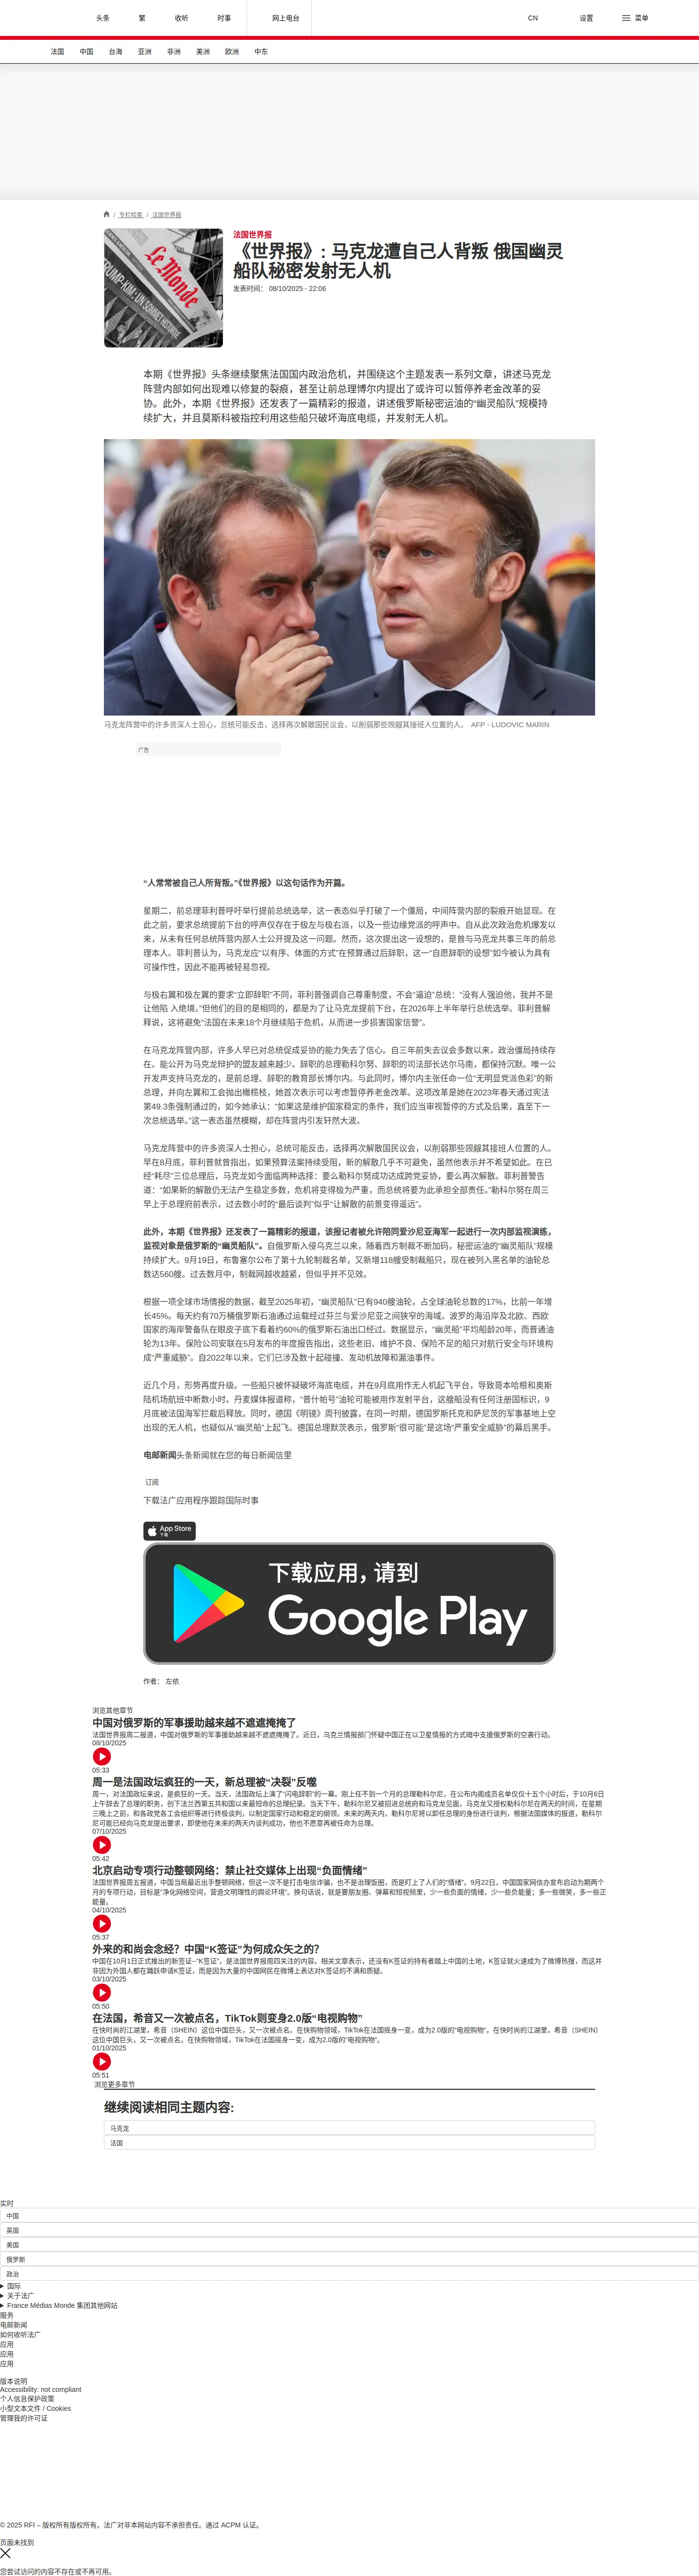 头条
繁
收听
时事
网上电台
CN
设置
菜单
法国
中国
台海
亚洲
非洲
美洲
欧洲
中东
/ 专栏检索 / 法国世界报
TRUMP-KIM: UN SOMMET HISTORIQUE
Le Monde
法国世界报
《世界报》：马克龙遭自己人背叛 俄国幽灵
船队秘密发射无人机
发表时间： 08/10/2025 - 22:06
本期《世界报》头条继续聚焦法国国内政治危机，并围绕这个主题发表一系列文章，讲述马克龙
阵营内部如何出现难以修复的裂痕，甚至让前总理博尔内提出了或许可以暂停养老金改革的妥
协。此外，本期《世界报》还发表了一篇精彩的报道，讲述俄罗斯秘密运油的“幽灵船队”规模持
续扩大，并且莫斯科被指控利用这些船只破坏海底电缆，并发射无人机。
马克龙阵营中的许多资深人士担心，总统可能反击，选择再次解散国民议会，以削弱那些觊觎其接班人位置的人。 AFP - LUDOVIC MARIN
广告
“人常常被自己人所背叛。”《世界报》以这句话作为开篇。
星期二，前总理菲利普呼吁举行提前总统选举，这一表态似乎打破了一个僵局，中间阵营内部的裂痕开始显现。在
此之前，要求总统提前下台的呼声仅存在于极左与极右派，以及一些边缘党派的呼声中。自从此次政治危机爆发以
来，从未有任何总统阵营内部人士公开提及这一问题。然而，这次提出这一设想的，是曾与马克龙共事三年的前总
理本人。菲利普认为，马克龙应“以有序、体面的方式”在预算通过后辞职，这一“自愿辞职的设想”如今被认为具有
可操作性，因此不能再被轻易忽视。
与极右翼和极左翼的要求“立即辞职”不同，菲利普强调自己尊重制度，不会“逼迫”总统：“没有人强迫他，我并不是
让他陷 入绝境。”但他们的目的是相同的，都是为了让马克龙提前下台，在2026年上半年举行总统选举。菲利普解
释说，这将避免“法国在未来18个月继续陷于危机，从而进一步损害国家信誉”。
在马克龙阵营内部，许多人早已对总统促成妥协的能力失去了信心。自三年前失去议会多数以来，政治僵局持续存
在。能公开为马克龙辩护的盟友越来越少。辞职的总理勒科尔努、辞职的司法部长达尔马南，都保持沉默。唯一公
开发声支持马克龙的，是前总理、辞职的教育部长博尔内。与此同时，博尔内主张任命一位“无明显党派色彩”的新
总理，并向左翼和工会抛出橄榄枝，她首次表示可以考虑暂停养老金改革。这项改革是她在2023年春天通过宪法
第49.3条强制通过的，如今她承认：“如果这是维护国家稳定的条件，我们应当审视暂停的方式及后果，直至下一
次总统选举。”这一表态虽然模糊，却在阵营内引发轩然大波。
马克龙阵营中的许多资深人士担心，总统可能反击，选择再次解散国民议会，以削弱那些觊觎其接班人位置的人。
早在8月底，菲利普就曾指出，如果预算法案持续受阻，新的解散几乎不可避免，虽然他表示并不希望如此。在已
经“耗尽”三位总理后，马克龙如今面临两种选择：要么勒科尔努成功达成跨党妥协，要么再次解散。菲利普警告
道：“如果新的解散仍无法产生稳定多数，危机将变得极为严重，而总统将要为此承担全部责任。”勒科尔努在周三
早上于总理府前表示，过去数小时的“最后谈判”似乎“让解散的前景变得遥远”。
此外，本期《世界报》还发表了一篇精彩的报道，该报记者被允许陪同爱沙尼亚海军一起进行一次内部监视演练，
监视对象是俄罗斯的“幽灵船队”。自俄罗斯入侵乌克兰以来，随着西方制裁不断加码，秘密运油的“幽灵船队”规模
持续扩大。9月19日，布鲁塞尔公布了第十九轮制裁名单，又新增118艘受制裁船只，现在被列入黑名单的油轮总
数达560艘。过去数月中，制裁网越收越紧，但似乎并不见效。
根据一项全球市场情报的数据，截至2025年初，“幽灵船队”已有940艘油轮，占全球油轮总数的17%，比前一年增
长45%。每天约有70万桶俄罗斯石油通过运载经过芬兰与爱沙尼亚之间狭窄的海域。波罗的海沿岸及北欧、西欧
国家的海岸警备队在眼皮子底下看着约60%的俄罗斯石油出口经过。数据显示，“幽灵船”平均船龄20年，而普通油
轮为13年。保险公司安联在5月发布的年度报告指出，这些老旧、维护不良、保险不足的船只对航行安全与环境构
成“严重威胁”。自2022年以来，它们已涉及数十起碰撞、发动机故障和漏油事件。
近几个月，形势再度升级。一些船只被怀疑破坏海底电缆，并在9月底用作无人机起飞平台，导致哥本哈根和奥斯
陆机场航班中断数小时。丹麦媒体报道称，“普什帕号”油轮可能被用作发射平台，这艘船没有任何注册国标识，9
月底被法国海军拦截后释放。同时，德国《明镜》周刊披露，在同一时期，德国罗斯托克和萨尼茨的军事基地上空
出现的无人机，也疑似从“幽灵船”上起飞。德国总理默茨表示，俄罗斯“很可能”是这场“严重安全威胁”的幕后黑手。
电邮新闻头条新闻就在您的每日新闻信里
订阅
下载法广应用程序跟踪国际时事
App Store
下载
下载应用，请到
Google Play
作者： 左依
浏览其他章节
中国对俄罗斯的军事援助越来越不遮遮掩掩了
法国世界报周二报道，中国对俄罗斯的军事援助越来越不遮遮掩掩了。近日，乌克兰情报部门怀疑中国正在以卫星情报的方式暗中支援俄罗斯的空袭行动。
08/10/2025
05:33
周一是法国政坛疯狂的一天，新总理被“决裂”反噬
周一，对法国政坛来说，是疯狂的一天。当天，法国政坛上演了“闪电辞职”的一幕。刚上任不到一个月的总理勒科尔尼，在公布内阁成员名单仅仅十五个小时后，于10月6日
上午辞去了总理的职务，创下法兰西第五共和国以来最短命的总理纪录。当天下午，勒科尔尼又被招进总统府和马克龙见面，马克龙又授权勒科尔尼在两天的时间，在星期
三晚上之前，和各政党各工会组织等进行终极谈判，以制定国家行动和稳定的纲领。未来的两天内，勒科尔尼将以卸任总理的身份进行谈判，根据法国媒体的报道，勒科尔
尼可能已经向马克龙提出要求，即使他在未来的两天内谈判成功，他也不愿意再被任命为总理。
07/10/2025
05:42
北京启动专项行动整顿网络：禁止社交媒体上出现“负面情绪”
法国世界报周五报道，中国当局最近出手整顿网络，但这一次不是打击电信诈骗，也不是治理饭圈，而是盯上了人们的“情绪”。9月22日，中国国家网信办宣布启动为期两个
月的专项行动，目标是“净化网络空间，营造文明理性的舆论环境”。换句话说，就是要朋友圈、弹幕和短视频里，少一些负面的情绪，少一些负能量；多一些微笑，多一些正
能量。
04/10/2025
05:37
外来的和尚会念经？中国“K签证”为何成众矢之的？
中国在10月1日正式推出的新签证--“K签证”，是法国世界报周四关注的内容。相关文章表示，还没有K签证的持有者踏上中国的土地，K签证就火速成为了微博热搜，而这并
非因为外国人都在踊跃申请K签证，而是因为大量的中国网民在微博上表达对K签证的不满和质疑。
03/10/2025
05:50
在法国，希音又一次被点名，TikTok则变身2.0版“电视购物”
在快时尚的江湖里，希音（SHEIN）这位中国巨头，又一次被点名。在快购物领域，TikTok在法国摇身一变，成为2.0版的“电视购物”。在快时尚的江湖里，希音（SHEIN）
这位中国巨头，又一次被点名。在快购物领域，TikTok在法国摇身一变，成为2.0版的“电视购物”。
01/10/2025
05:51
浏览更多章节
继续阅读相同主题内容:
马克龙
法国
实时
中国
英国
美国
俄罗斯
政治
国际
关于法广
France Médias Monde 集团其他网站
服务
电邮新闻
如何收听法广
应用
应用
应用
版本说明
Accessibility: not compliant
个人信息保护政策
小型文本文件 / Cookies
管理我的许可证
© 2025 RFI – 版权所有版权所有。法广对非本网站内容不承担责任。通过 ACPM 认证。
页面未找到
您尝试访问的内容不存在或不再可用。